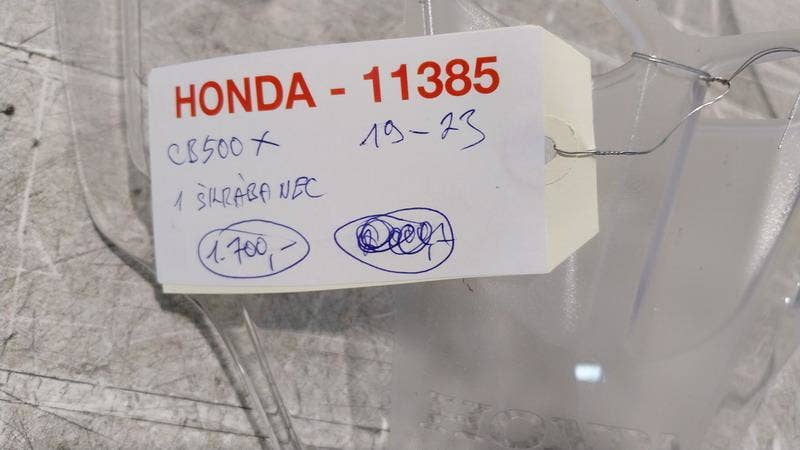 HONDA - 11385
CB500X 19-23
1 ŠKRÁBANEC
1.700,-